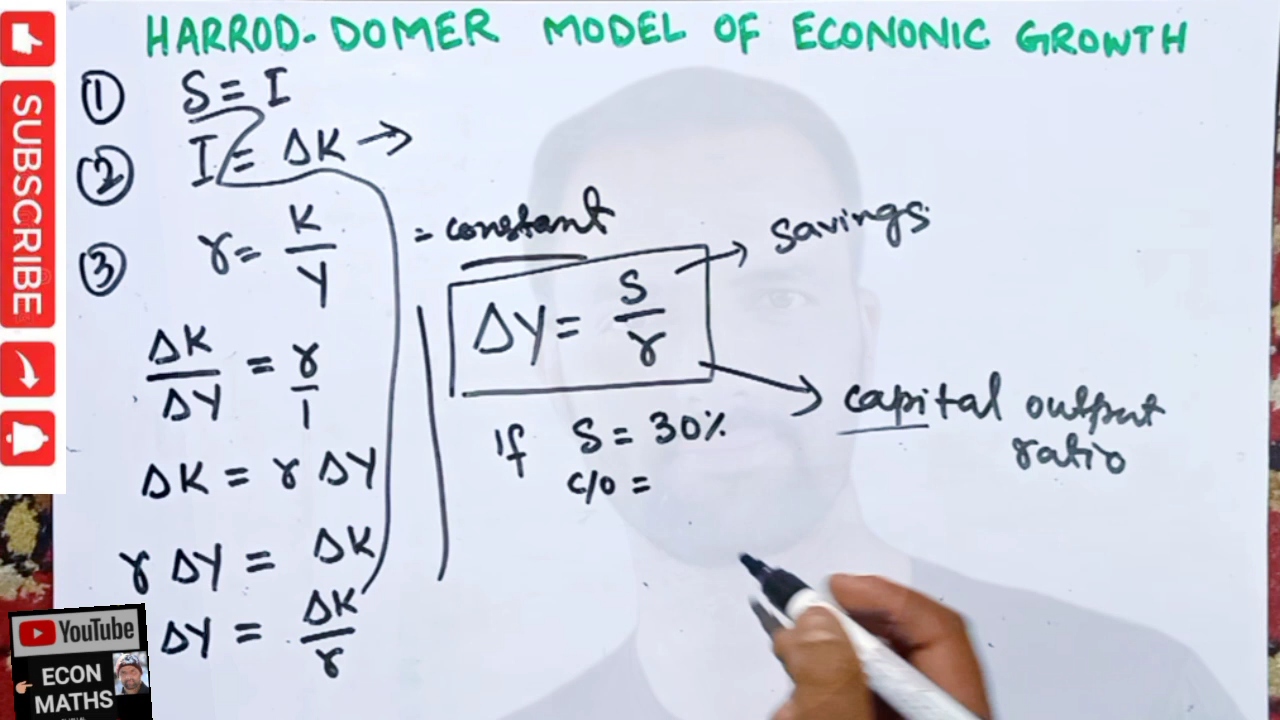 HARROD-DOMER MODEL OF ECONONIC GROWTH
① S = I
② I = ΔK →
③ γ = K/Y = constant
ΔK/ΔY = γ/1
ΔK = γ ΔY
γ ΔY = ΔK
ΔY = ΔK/γ
ΔY = S/γ
→ savings
→ capital output
ratio
If S = 30%
c/o =
SUBSCRIBE
YouTube
ECON
MATHS